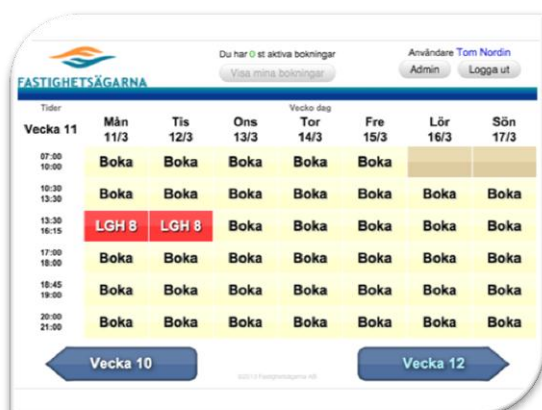 Du har 0 st aktiva bokningar
Användare Tom Nordin
Visa mina bokningar
Admin
Logga ut
FASTIGHETSÄGARNA
Tider
Vecko dag
Vecka 11
Mån Tis Ons Tor Fre Lör Sön
11/3 12/3 13/3 14/3 15/3 16/3 17/3
07:00
10:00
Boka Boka Boka Boka Boka
10:30
13:30
Boka Boka Boka Boka Boka Boka Boka
13:30
16:15
LGH 8 LGH 8 Boka Boka Boka Boka Boka
17:00
18:00
Boka Boka Boka Boka Boka Boka Boka
18:45
19:00
Boka Boka Boka Boka Boka Boka Boka
20:00
21:00
Boka Boka Boka Boka Boka Boka Boka
Vecka 10
Vecka 12